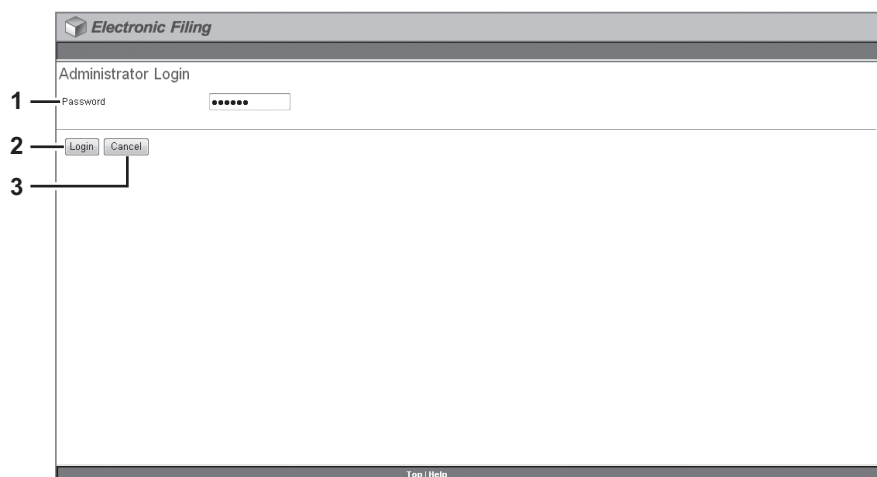 Electronic Filing
Administrator Login
1 Password ••••••
2 Login Cancel
3
Top | Help